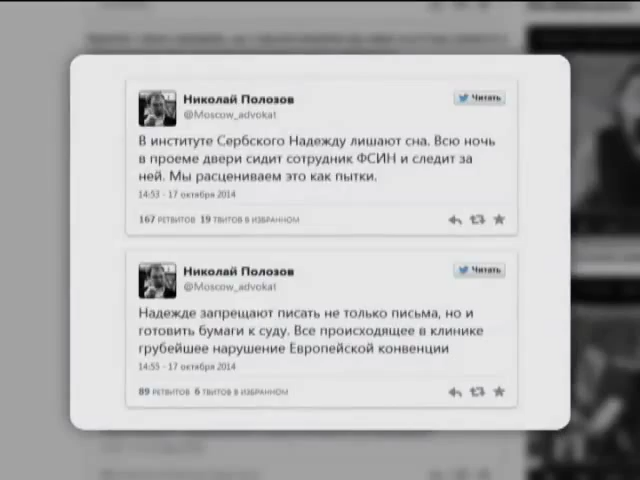 Николай Полозов
Читать
@Moscow_advokat
В институте Сербского Надежду лишают сна. Всю ночь
в проеме двери сидит сотрудник ФСИН и следит за
ней. Мы расцениваем это как пытки.
14:53 - 17 октября 2014
167 РЕТВИТОВ 19 ТВИТОВ В ИЗБРАННОМ
Николай Полозов
Читать
@Moscow_advokat
Надежде запрещают писать не только письма, но и
готовить бумаги к суду. Все происходящее в клинике
грубейшее нарушение Европейской конвенции
14:55 - 17 октября 2014
89 РЕТВИТОВ 6 ТВИТОВ В ИЗБРАННОМ